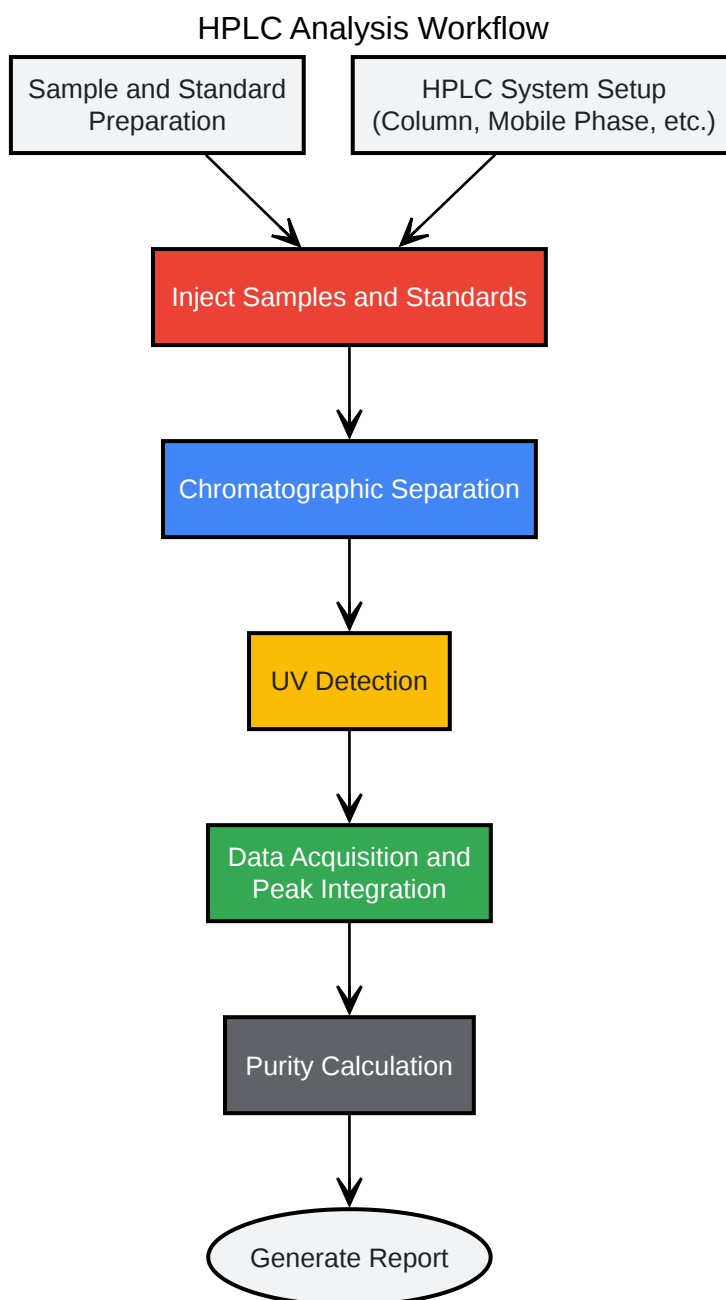 HPLC Analysis Workflow
Sample and Standard
Preparation
HPLC System Setup
(Column, Mobile Phase, etc.)
Inject Samples and Standards
Chromatographic Separation
UV Detection
Data Acquisition and
Peak Integration
Purity Calculation
Generate Report